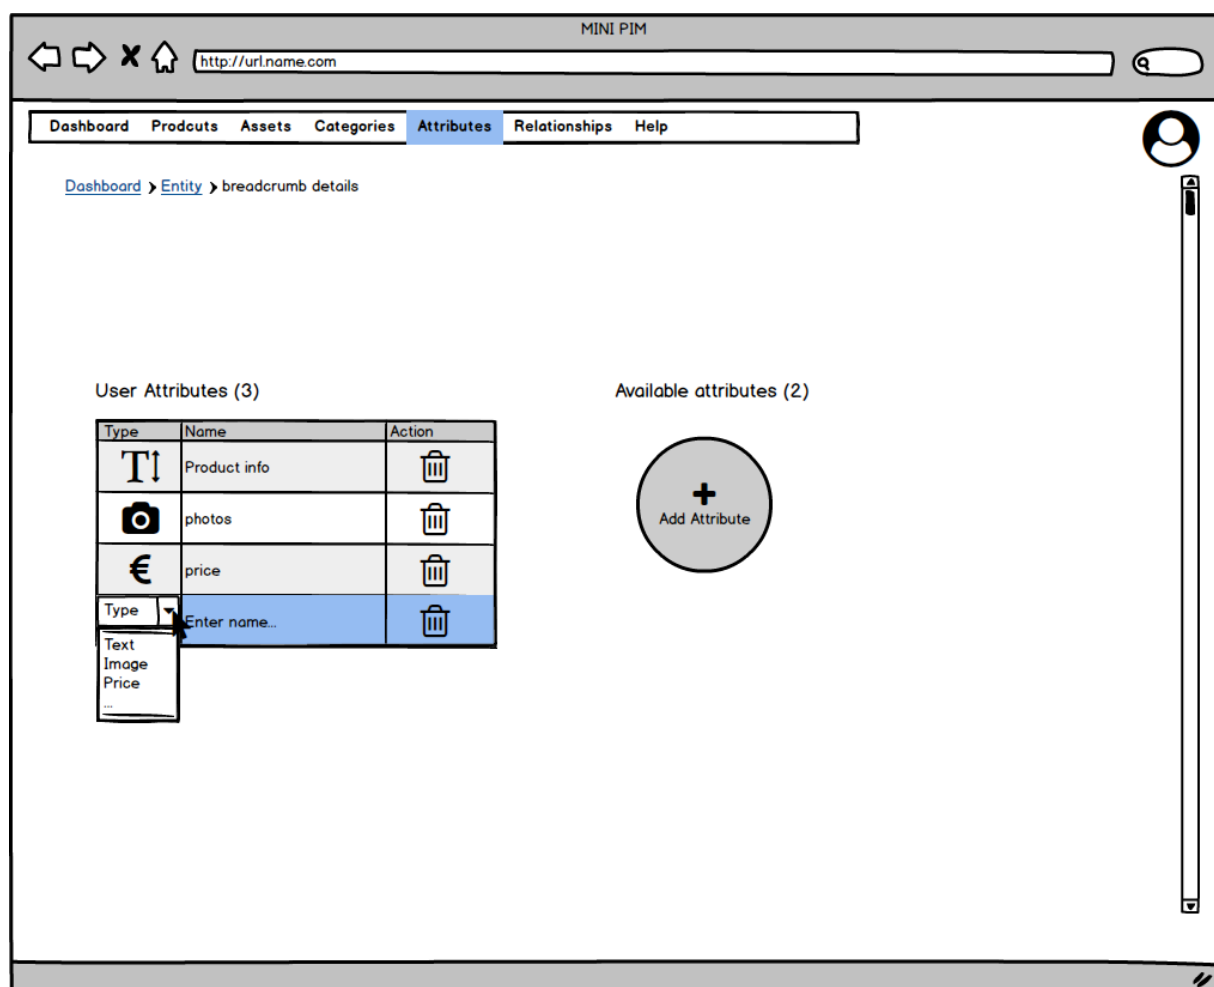 MINI PIM
http://url.name.com
Dashboard Prodcuts Assets Categories Attributes Relationships Help
Dashboard Entity breadcrumb details
User Attributes (3)
Available attributes (2)
Type Name Action
Product info
photos
price
Type
Enter name...
Text
Image
Price
...
Add Attribute